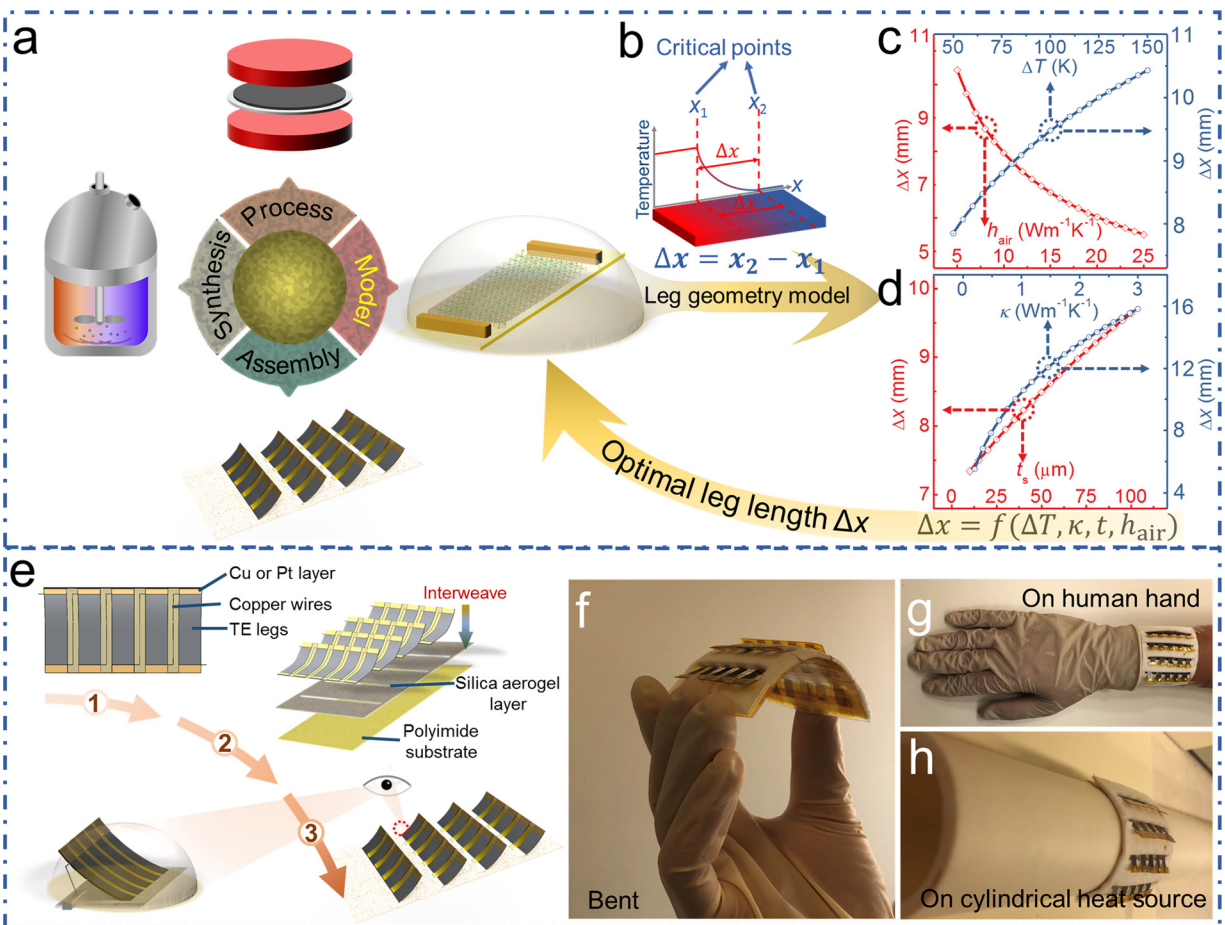 a
Process
Synthesis
Model
Assembly
b
Critical points
x1
x2
Δx
Temperature
x
Δx
Δx = x2 − x1
Leg geometry model
Optimal leg length Δx
Δx = f(ΔT, κ, t, hair)
c
50 75 100 125 150
ΔT (K)
11
9
7
5
Δx (mm)
11
10
9
8
Δx (mm)
hair (Wm-1K-1)
5 10 15 20 25
d
0 1 2 3
κ (Wm-1K-1)
10
9
8
7
Δx (mm)
16
12
8
4
Δx (mm)
ts (μm)
0 25 50 75 100
e
Cu or Pt layer
Copper wires
TE legs
Interweave
Silica aerogel
layer
Polyimide
substrate
1
2
3
f
Bent
g
On human hand
h
On cylindrical heat source